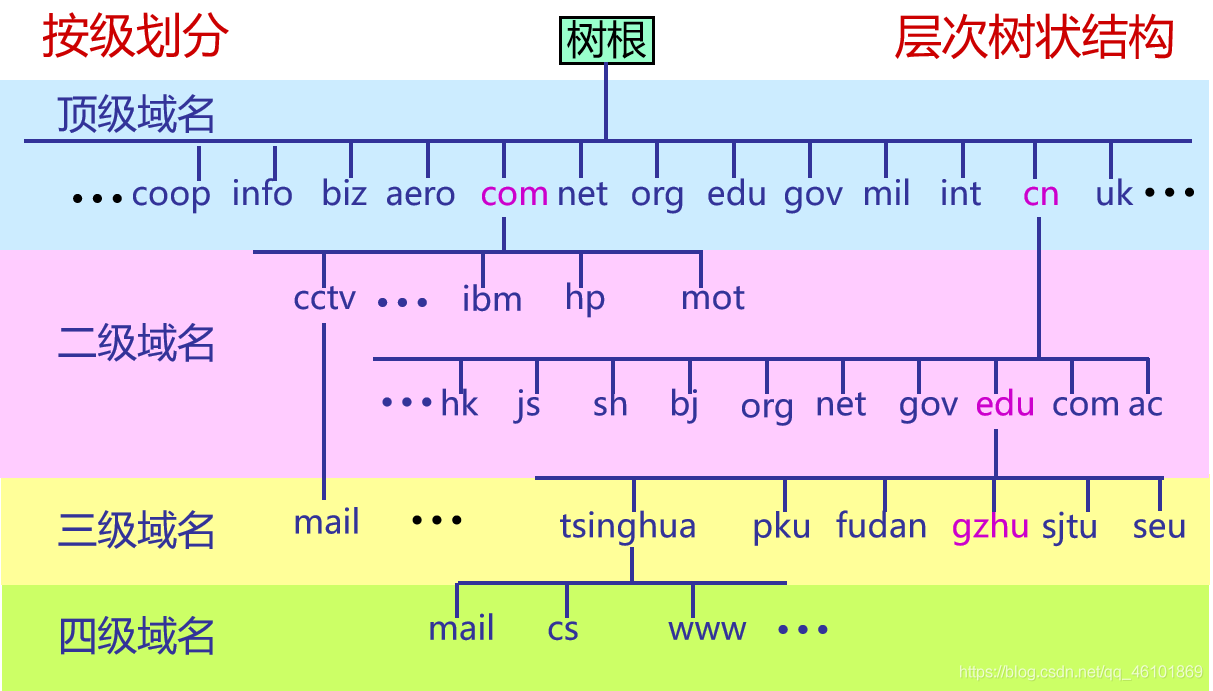 按级划分 树根 层次树状结构
顶级域名
••• coop info biz aero com net org edu gov mil int cn uk •••
cctv ••• ibm hp mot
二级域名
••• hk js sh bj org net gov edu com ac
三级域名 mail ••• tsinghua pku fudan gzhu sjtu seu
四级域名 mail cs www •••
https://blog.csdn.net/qq_46101869